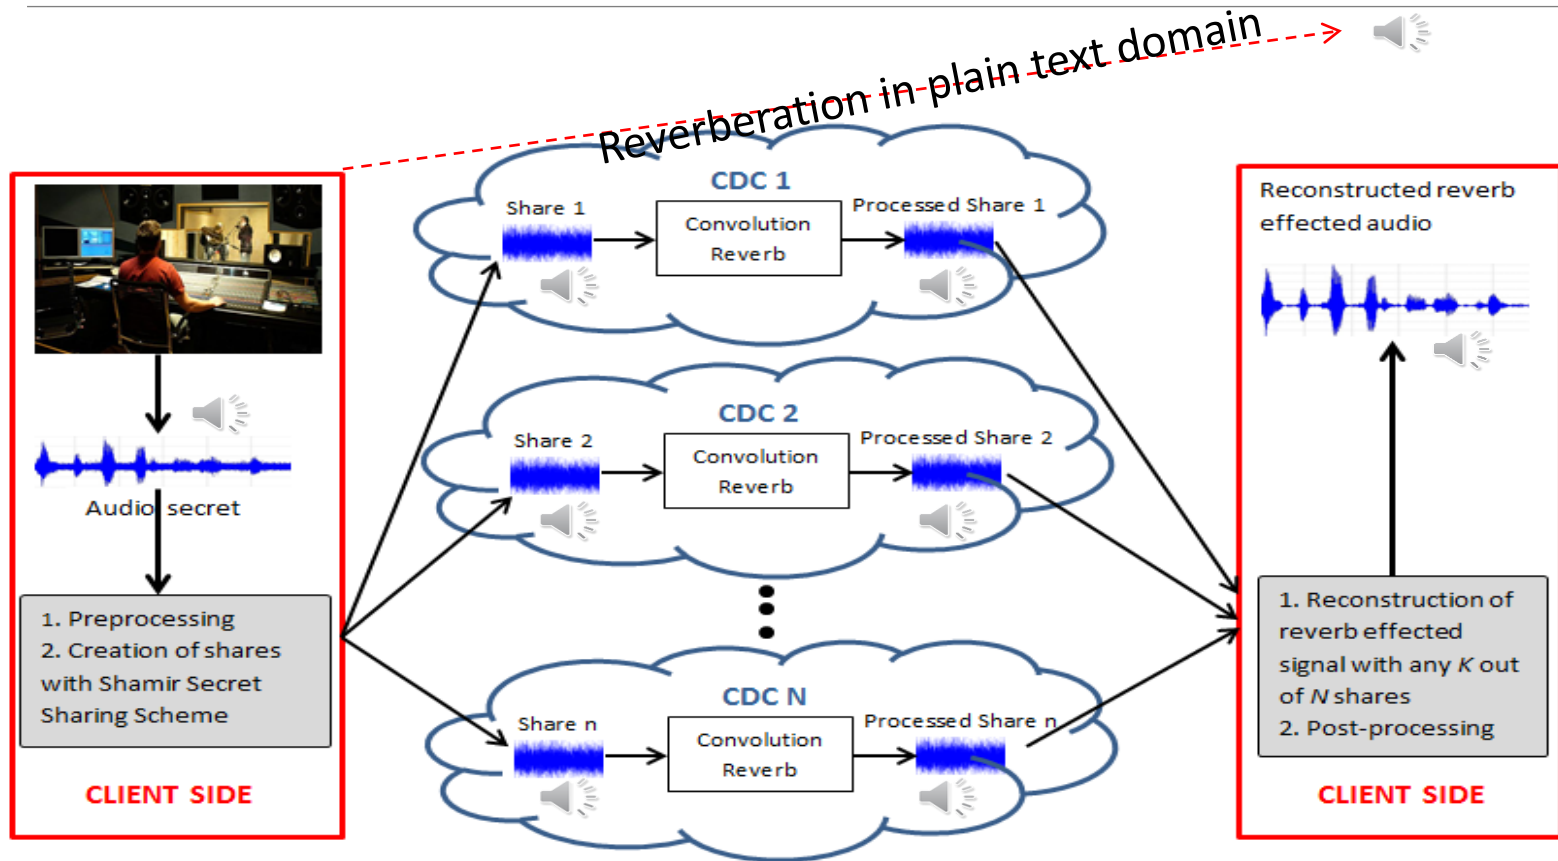 Reverberation in plain text domain
Audio secret
1. Preprocessing
2. Creation of shares
with Shamir Secret
Sharing Scheme
CLIENT SIDE
CDC 1
Share 1
Convolution
Reverb
Processed Share 1
CDC 2
Share 2
Convolution
Reverb
Processed Share 2
CDC N
Share n
Convolution
Reverb
Processed Share n
Reconstructed reverb
effected audio
1. Reconstruction of
reverb effected
signal with any K out
of N shares
2. Post-processing
CLIENT SIDE